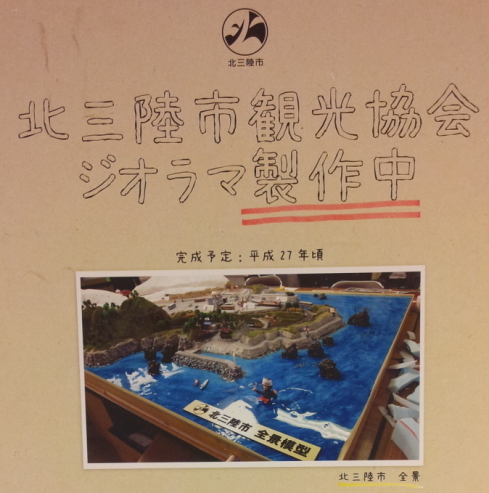 北三陸市
北三陸市観光協会
ジオラマ製作中
完成予定:平成27年頃
北三陸市 全景模型
北三陸市 全景